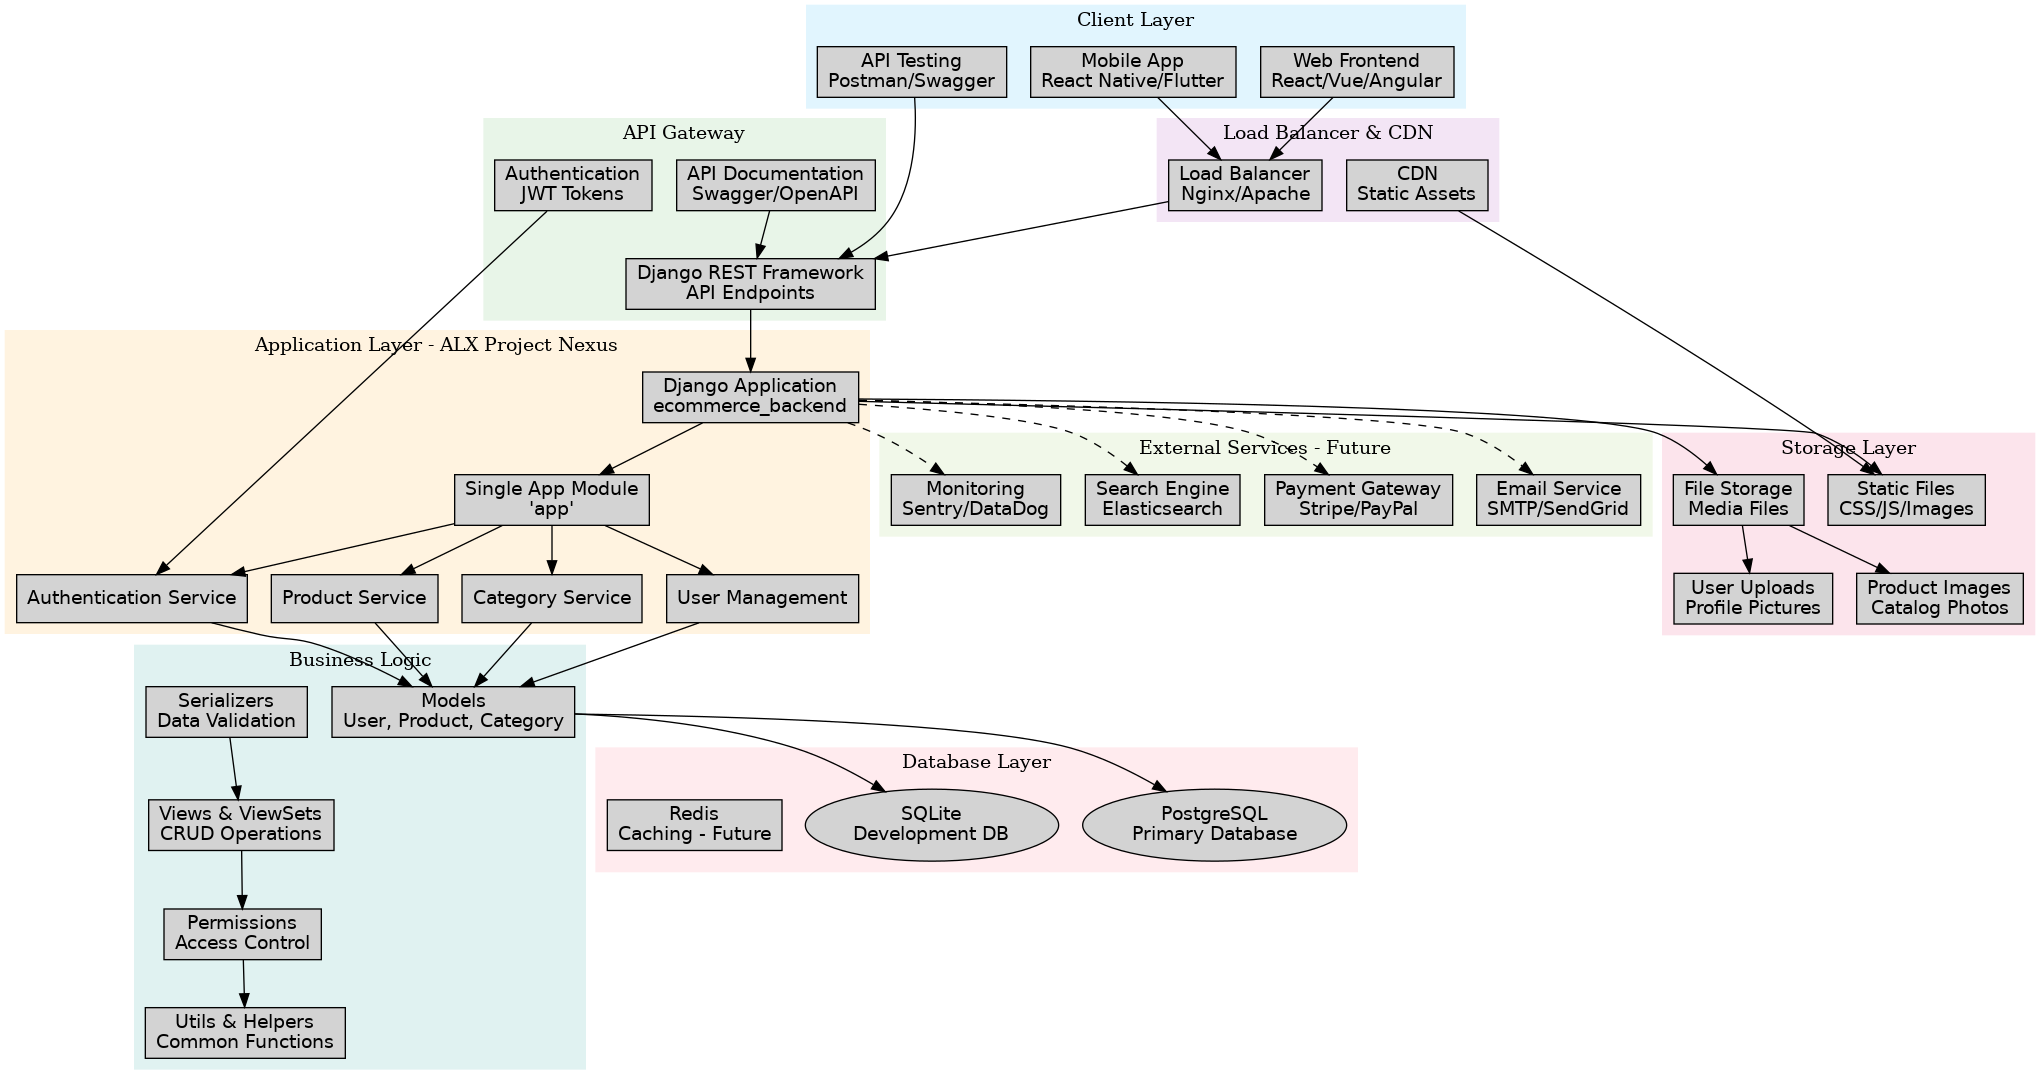 Client Layer
API Testing
Postman/Swagger
Mobile App
React Native/Flutter
Web Frontend
React/Vue/Angular
API Gateway
Authentication
JWT Tokens
API Documentation
Swagger/OpenAPI
Django REST Framework
API Endpoints
Load Balancer & CDN
Load Balancer
Nginx/Apache
CDN
Static Assets
Application Layer - ALX Project Nexus
Django Application
ecommerce_backend
Single App Module
'app'
Authentication Service
Product Service
Category Service
User Management
External Services - Future
Monitoring
Sentry/DataDog
Search Engine
Elasticsearch
Payment Gateway
Stripe/PayPal
Email Service
SMTP/SendGrid
Storage Layer
File Storage
Media Files
Static Files
CSS/JS/Images
User Uploads
Profile Pictures
Product Images
Catalog Photos
Business Logic
Serializers
Data Validation
Models
User, Product, Category
Views & ViewSets
CRUD Operations
Permissions
Access Control
Utils & Helpers
Common Functions
Database Layer
Redis
Caching - Future
SQLite
Development DB
PostgreSQL
Primary Database